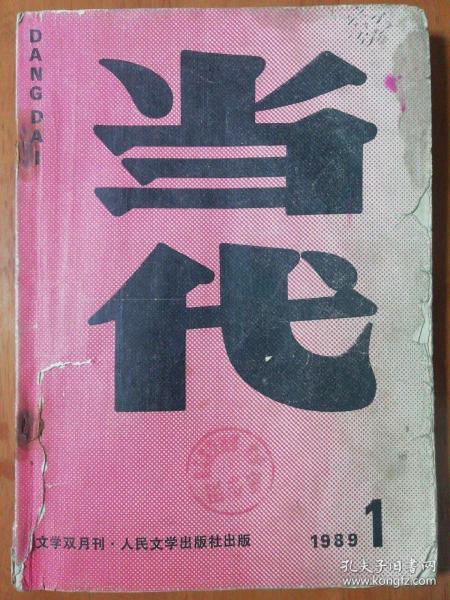 DANG DAI
当
代
文学双月刊·人民文学出版社出版
1989 1
孔夫子旧书网
www.kongfz.com